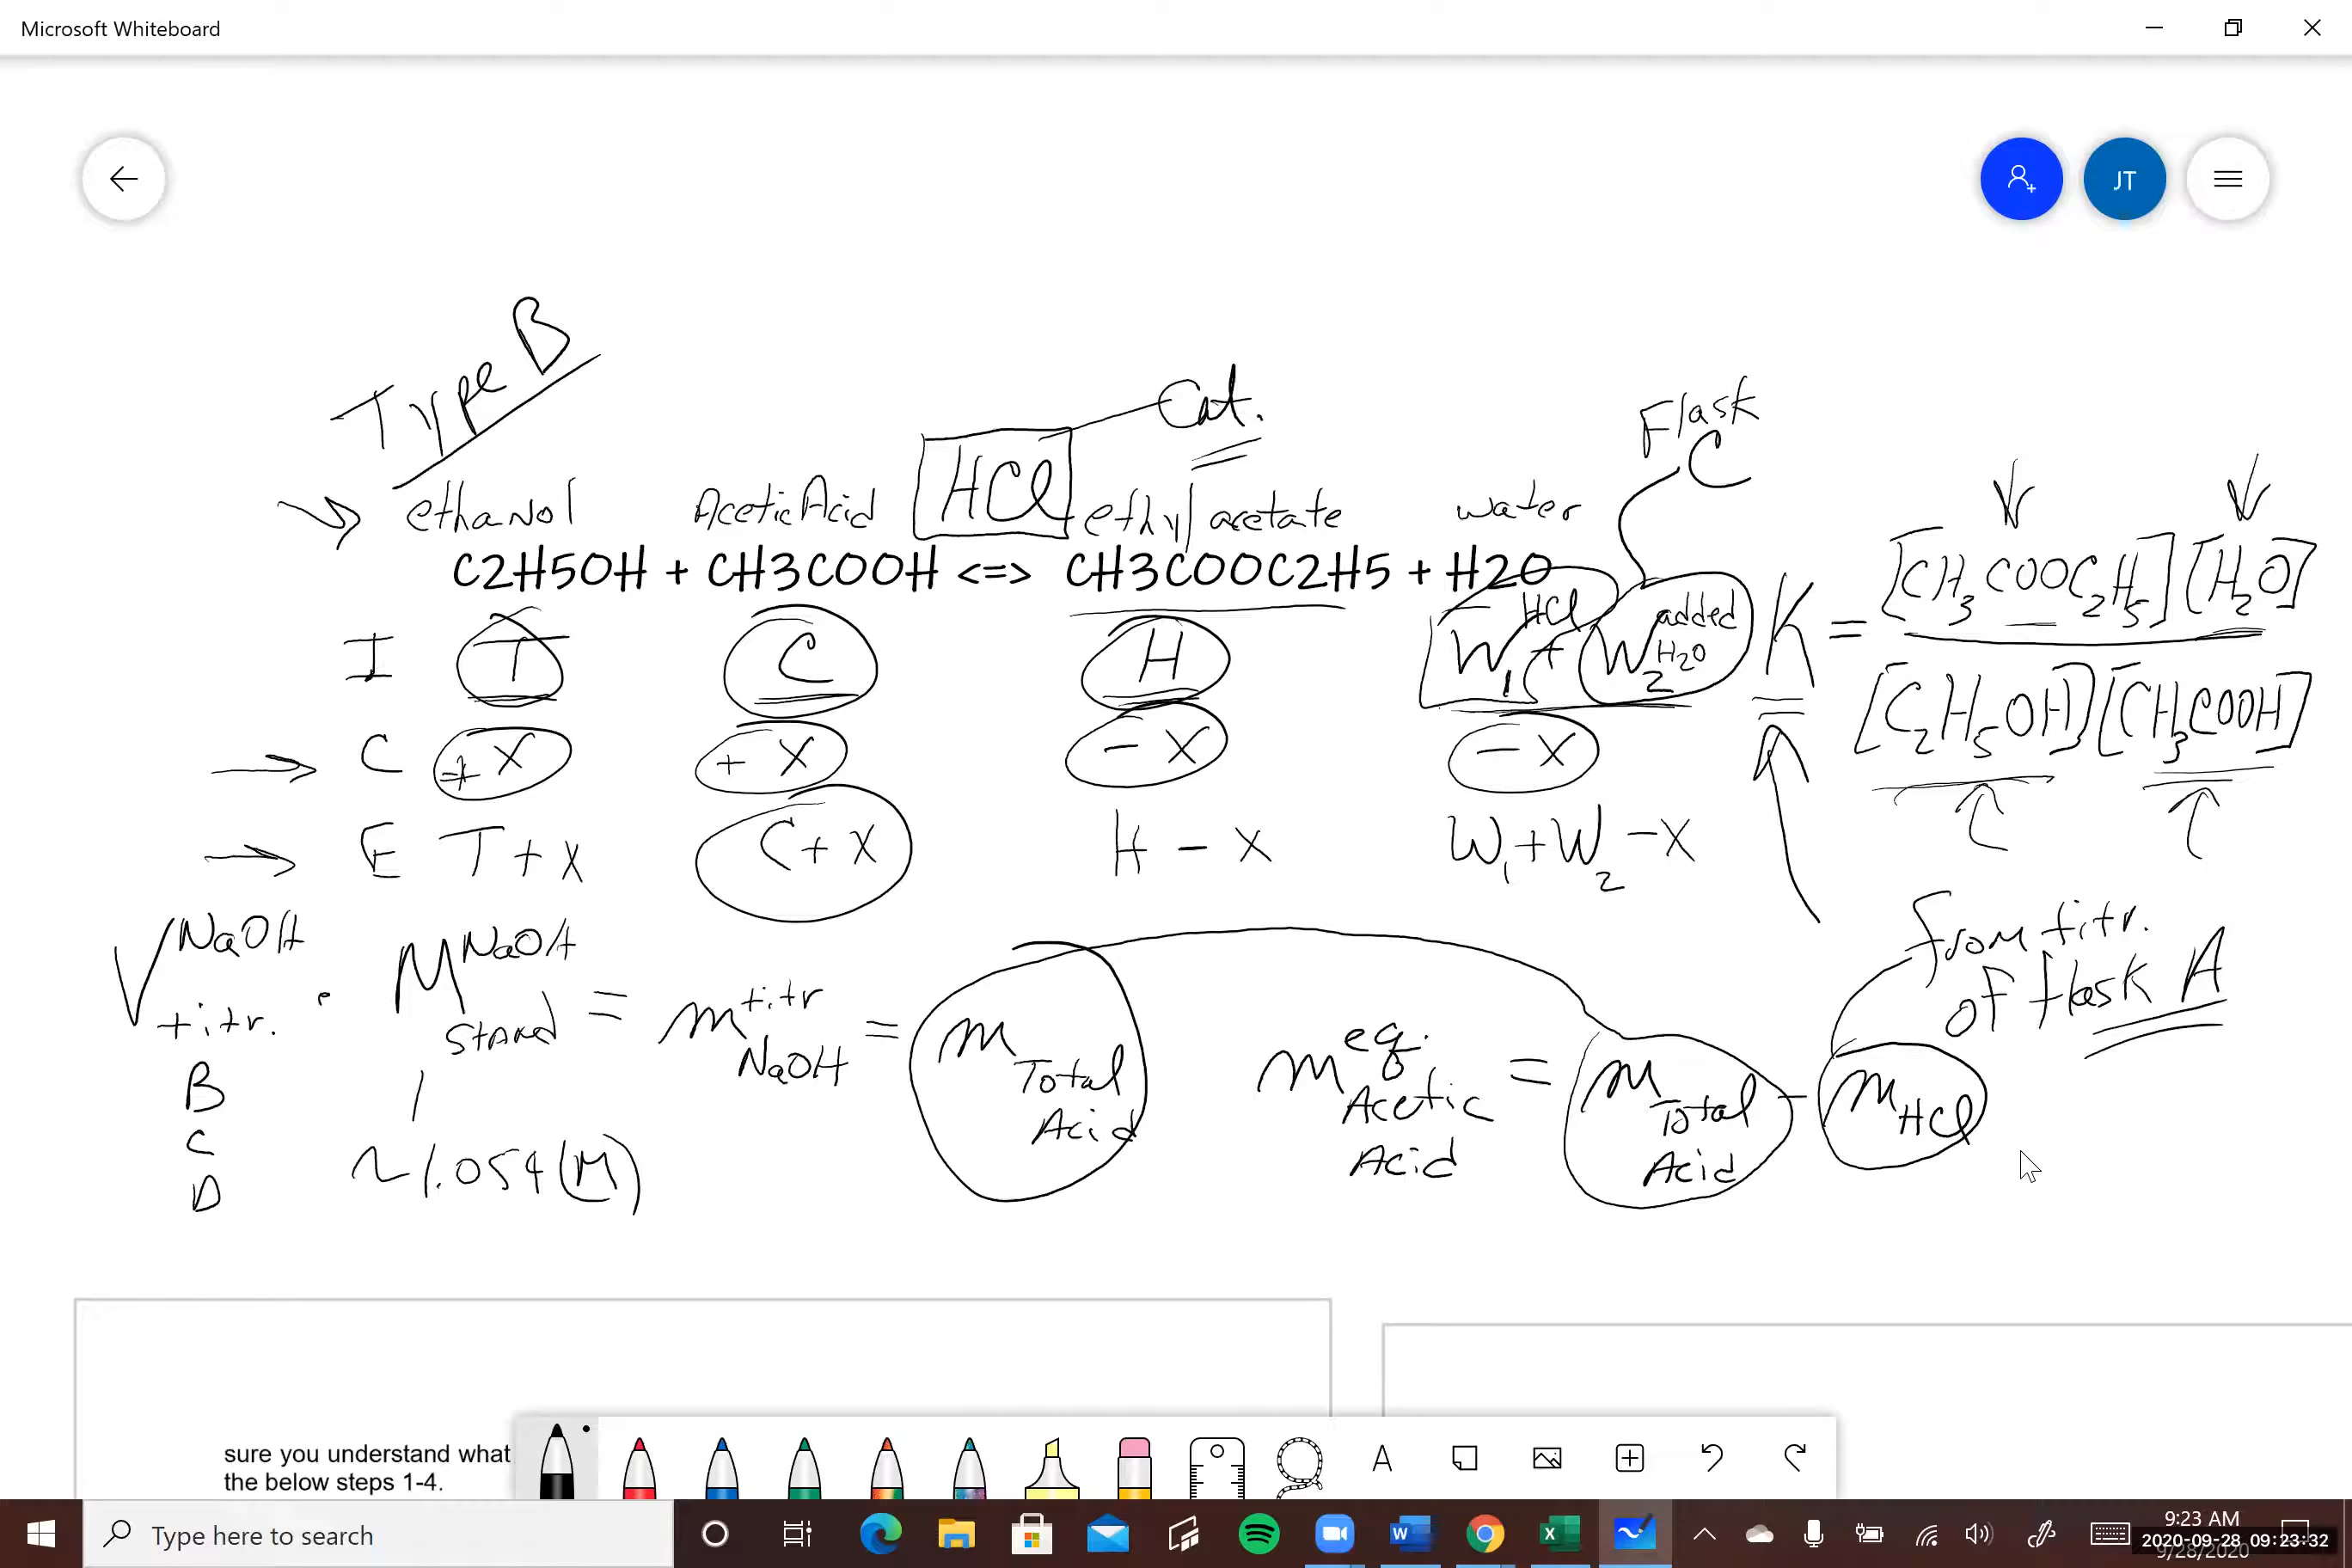 Microsoft Whiteboard
JT
Type B
Cat.
Flask
C
ethanol Acetic Acid HCl ethyl acetate water
C2H5OH + CH3COOH <=> CH3COOC2H5 + H2O
K = [CH3COOC2H5][H2O]
[C2H5OH][CH3COOH]
I T C H W1 HCl + W2 added H2O
C + X + X - X - X
E T + X C + X H - X W1 + W2 - X
from titr.
of flask A
V NaOH titr. · M NaOH stand = m titr NaOH = m Total Acid
m eq. Acetic Acid = m Total Acid - m HCl
B
C
D
~1.054 (M)
sure you understand what
the below steps 1-4.
A
Type here to search
9:23 AM
9/28/2020
2020-09-28 09:23:32